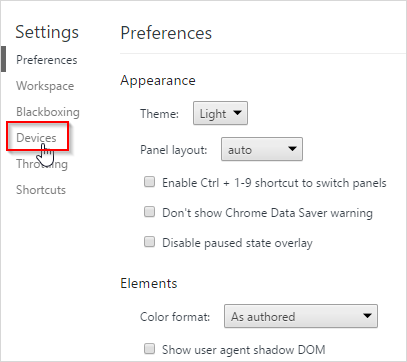 Settings
Preferences
Workspace
Blackboxing
Devices
Throttling
Shortcuts
Preferences
Appearance
Theme: Light
Panel layout: auto
Enable Ctrl + 1-9 shortcut to switch panels
Don't show Chrome Data Saver warning
Disable paused state overlay
Elements
Color format: As authored
Show user agent shadow DOM